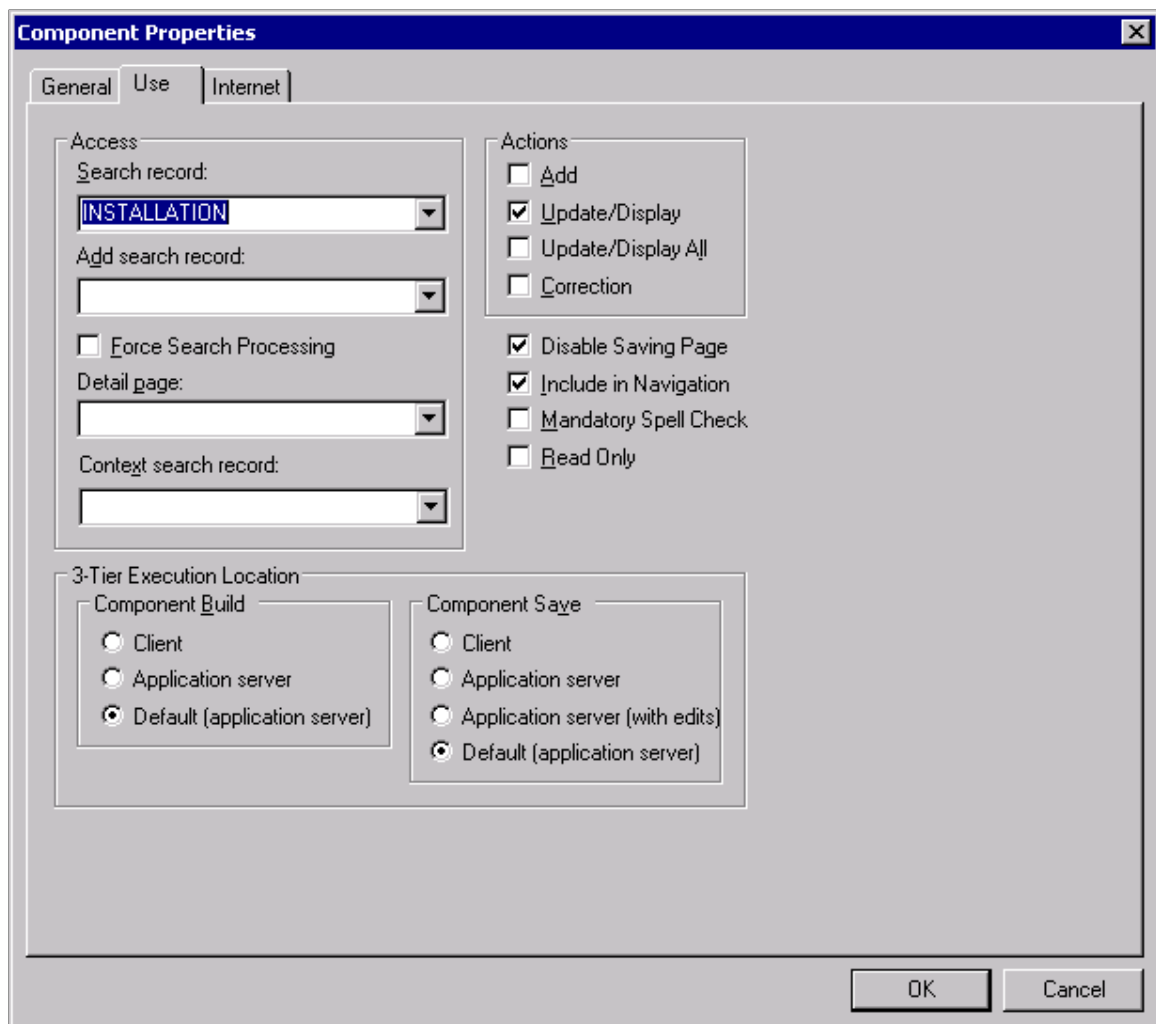 Component Properties
General
Use
Internet
Access
Search record:
INSTALLATION
Add search record:
Force Search Processing
Detail page:
Context search record:
Actions
Add
Update/Display
Update/Display All
Correction
Disable Saving Page
Include in Navigation
Mandatory Spell Check
Read Only
3-Tier Execution Location
Component Build
Client
Application server
Default (application server)
Component Save
Client
Application server
Application server (with edits)
Default (application server)
OK
Cancel